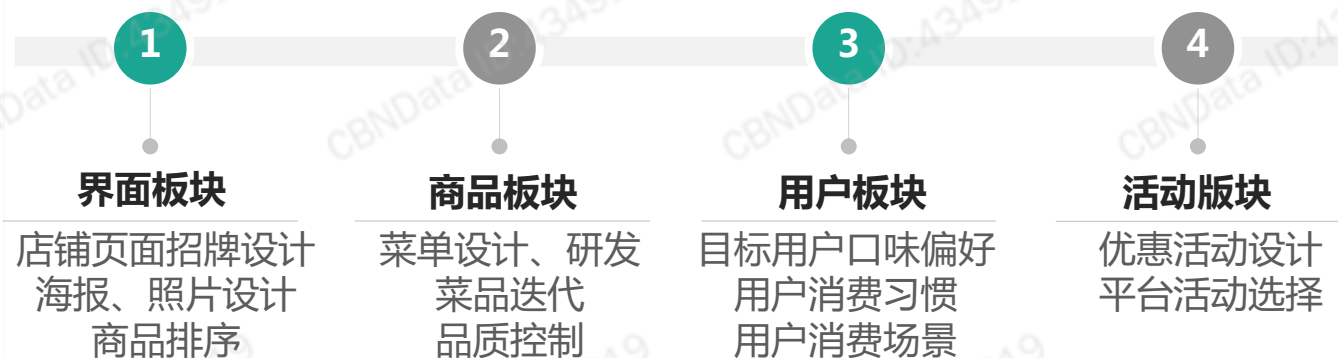 1
2
3
4
界面板块
店铺页面招牌设计
海报、照片设计
商品排序
商品板块
菜单设计、研发
菜品迭代
品质控制
用户板块
目标用户口味偏好
用户消费习惯
用户消费场景
活动版块
优惠活动设计
平台活动选择